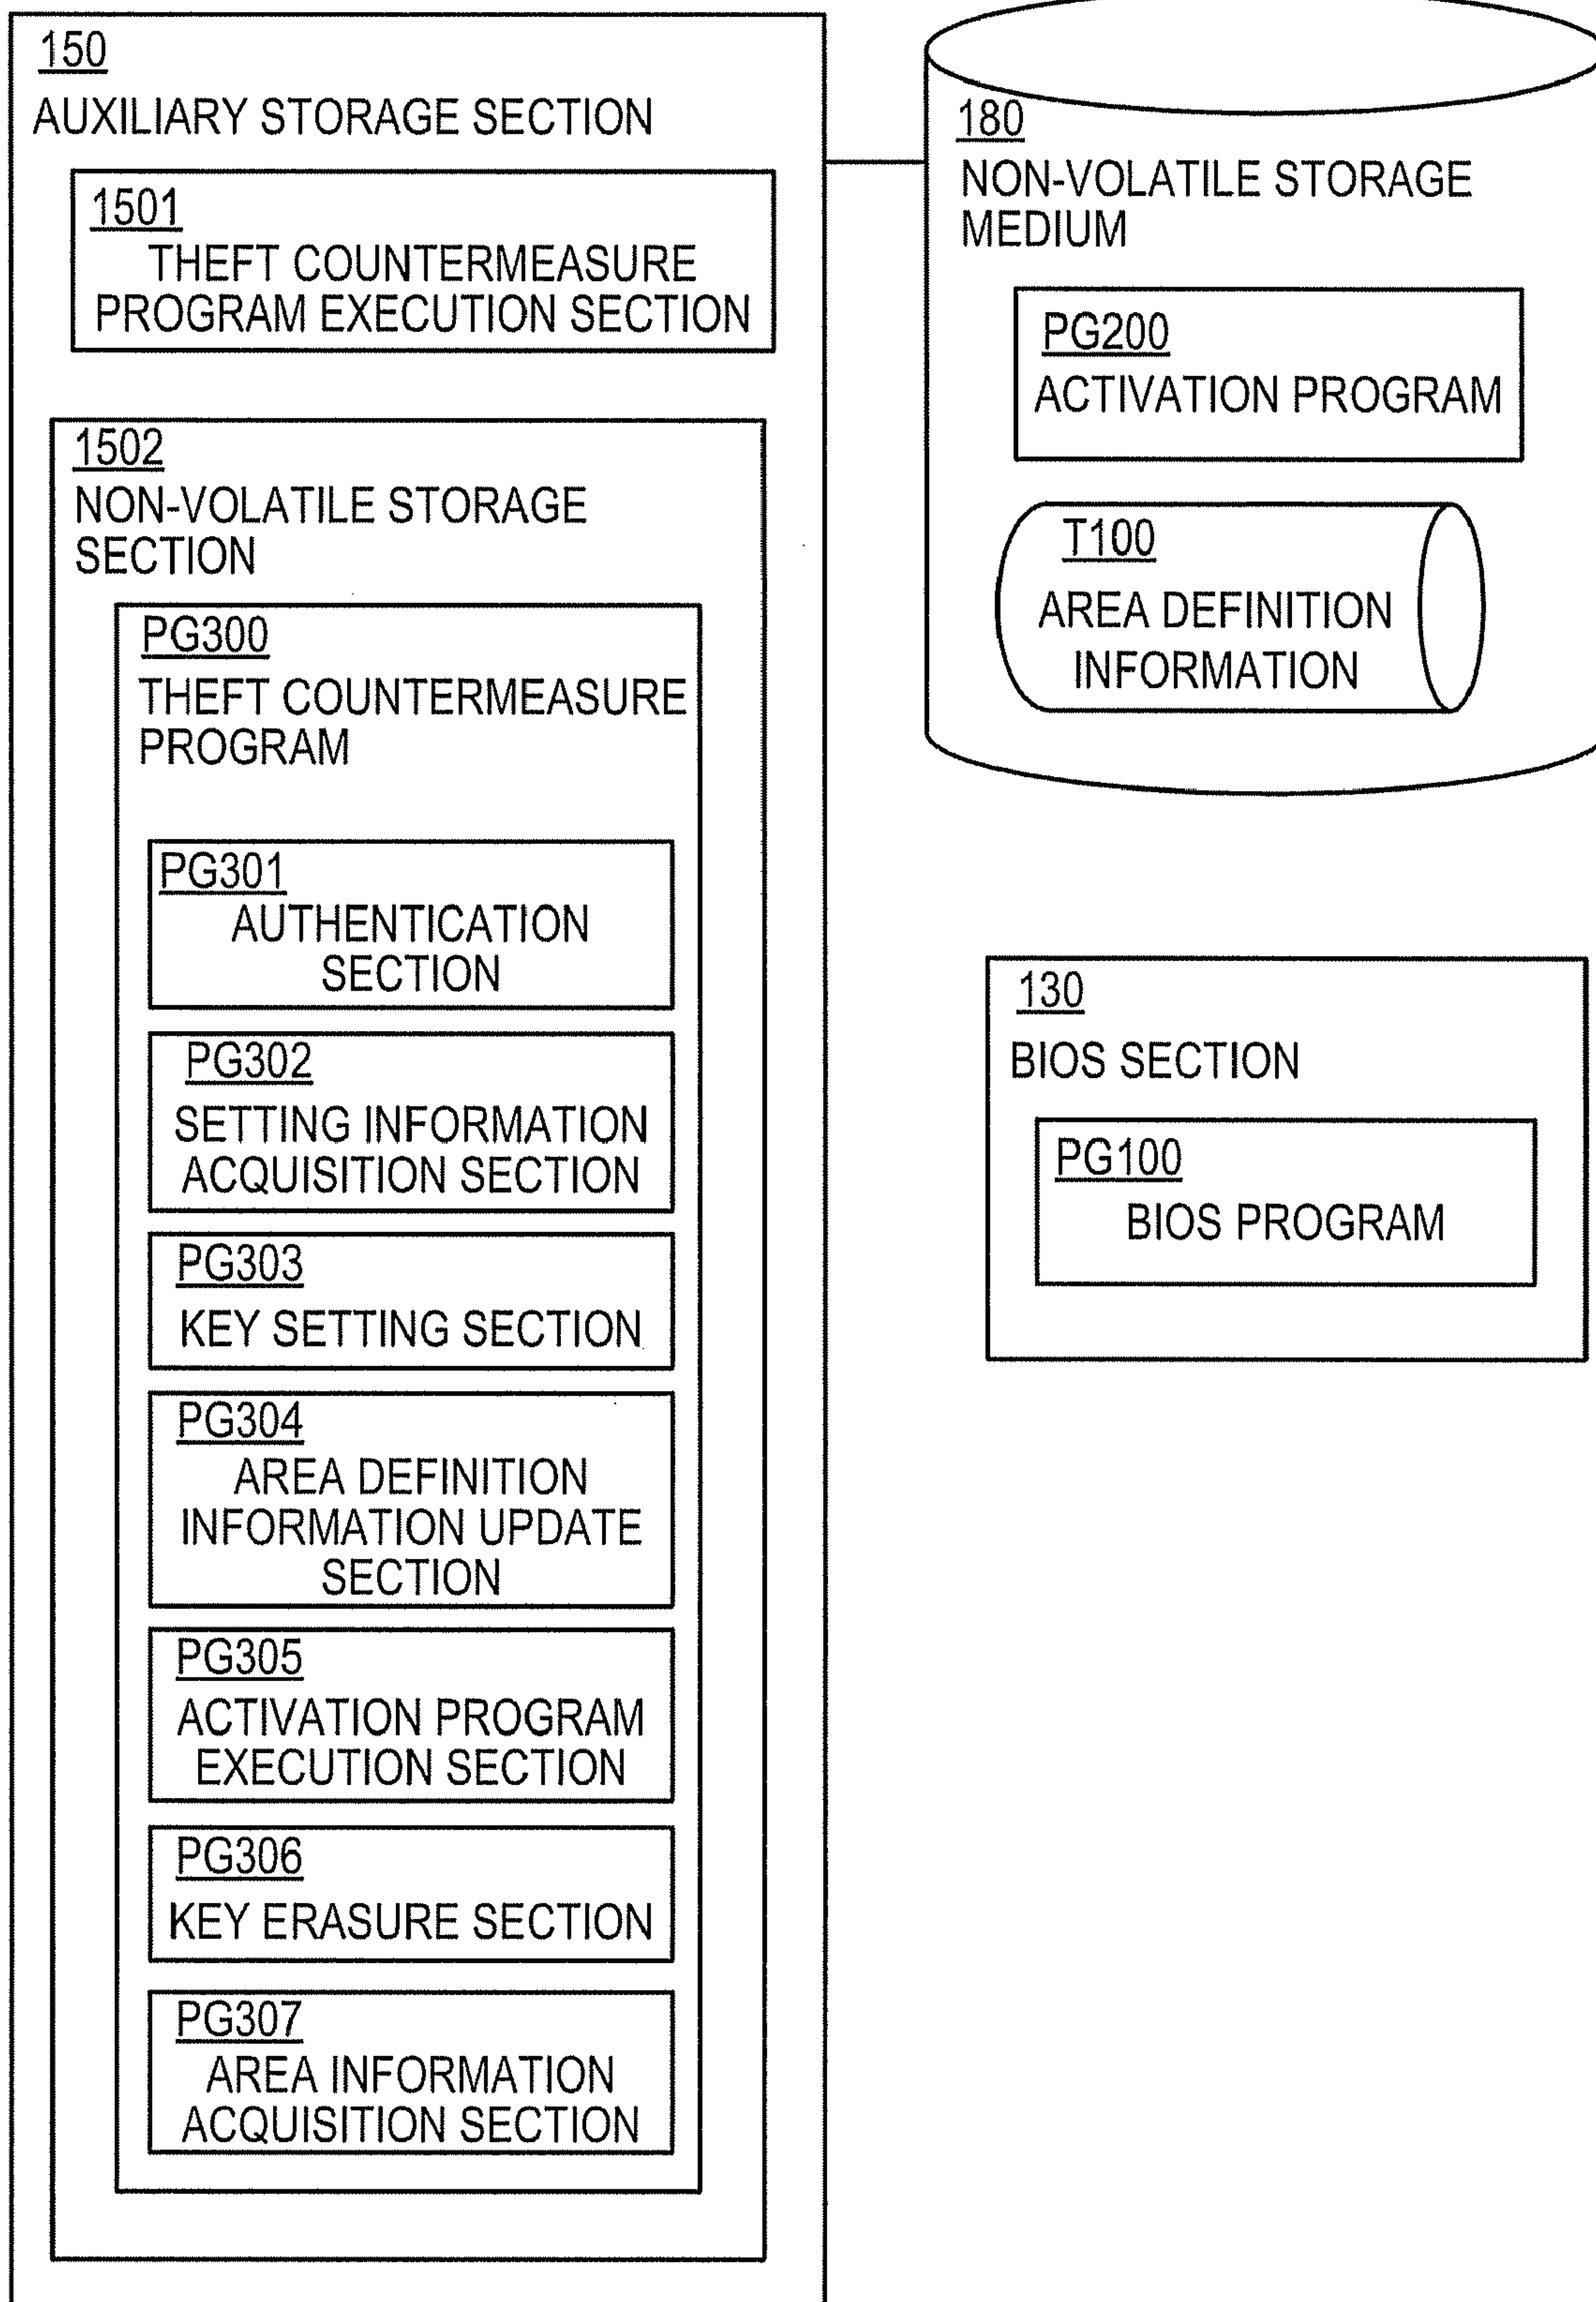 150
AUXILIARY STORAGE SECTION
1501
THEFT COUNTERMEASURE
PROGRAM EXECUTION SECTION
1502
NON-VOLATILE STORAGE
SECTION
PG300
THEFT COUNTERMEASURE
PROGRAM
PG301
AUTHENTICATION
SECTION
PG302
SETTING INFORMATION
ACQUISITION SECTION
PG303
KEY SETTING SECTION
PG304
AREA DEFINITION
INFORMATION UPDATE
SECTION
PG305
ACTIVATION PROGRAM
EXECUTION SECTION
PG306
KEY ERASURE SECTION
PG307
AREA INFORMATION
ACQUISITION SECTION
180
NON-VOLATILE STORAGE
MEDIUM
PG200
ACTIVATION PROGRAM
T100
AREA DEFINITION
INFORMATION
130
BIOS SECTION
PG100
BIOS PROGRAM